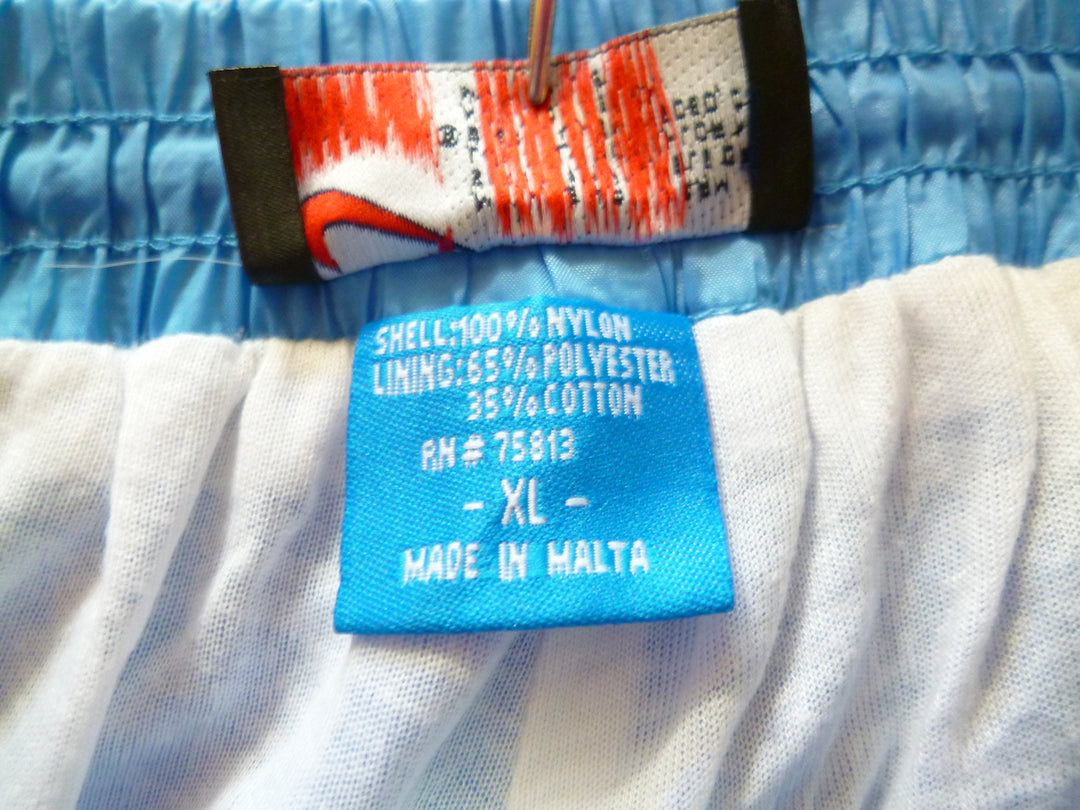 SHELL:100% NYLON
LINING:65% POLYESTER
35% COTTON
RN # 75813
- XL -
MADE IN MALTA